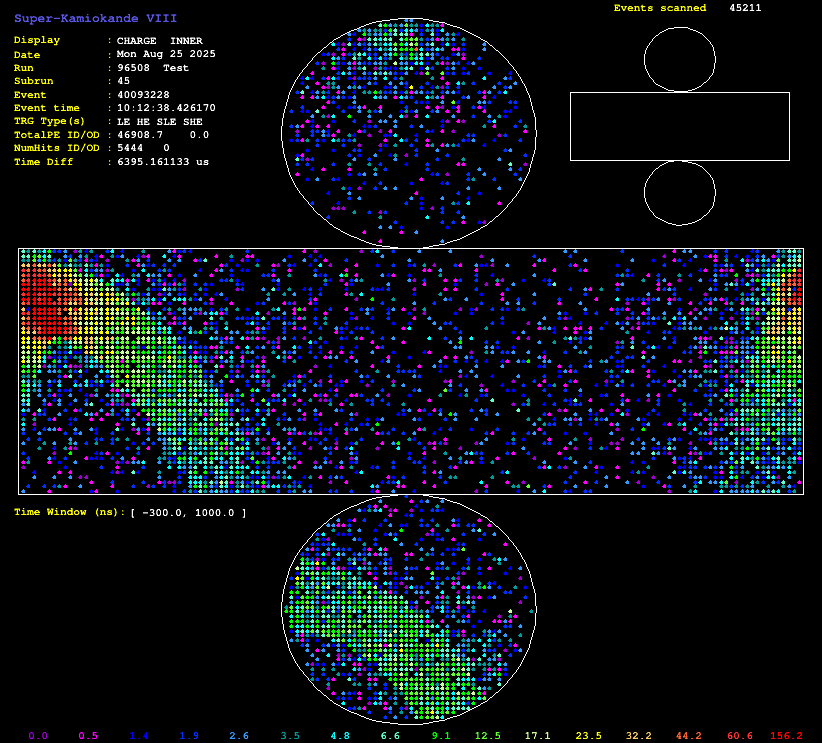 Super-Kamiokande VIII
Events scanned 45211
Display : CHARGE INNER
Date : Mon Aug 25 2025
Run : 96508 Test
Subrun : 45
Event : 40093228
Event time : 10:12:38.426170
TRG Type(s) : LE HE SLE SHE
TotalPE ID/OD : 46908.7 0.0
NumHits ID/OD : 5444 0
Time Diff : 6395.161133 us
Time Window (ns): [ -300.0, 1000.0 ]
0.0 0.5 1.4 1.9 2.6 3.5 4.8 6.6 9.1 12.5 17.1 23.5 32.2 44.2 60.6 156.2